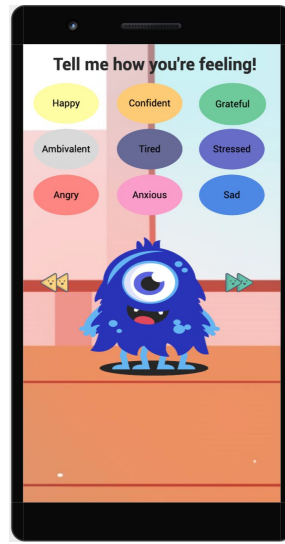 Tell me how you're feeling!
Happy Confident Grateful
Ambivalent Tired Stressed
Angry Anxious Sad